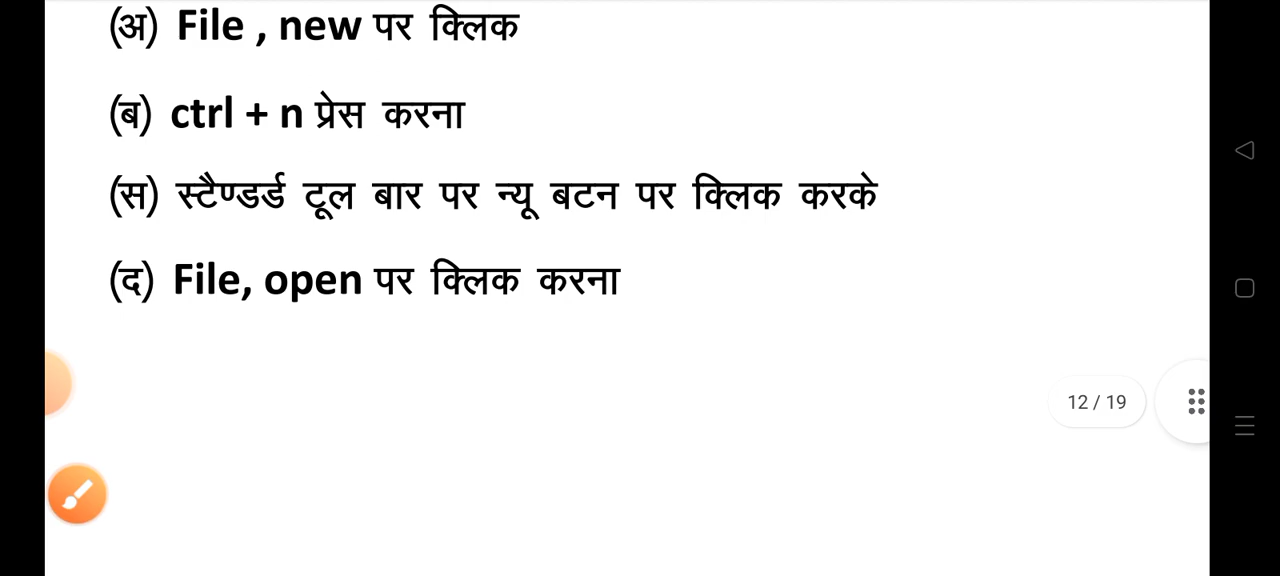 (अ) File , new पर क्लिक
(ब) ctrl + n प्रेस करना
(स) स्टैण्डर्ड टूल बार पर न्यू बटन पर क्लिक करके
(द) File, open पर क्लिक करना
12 / 19